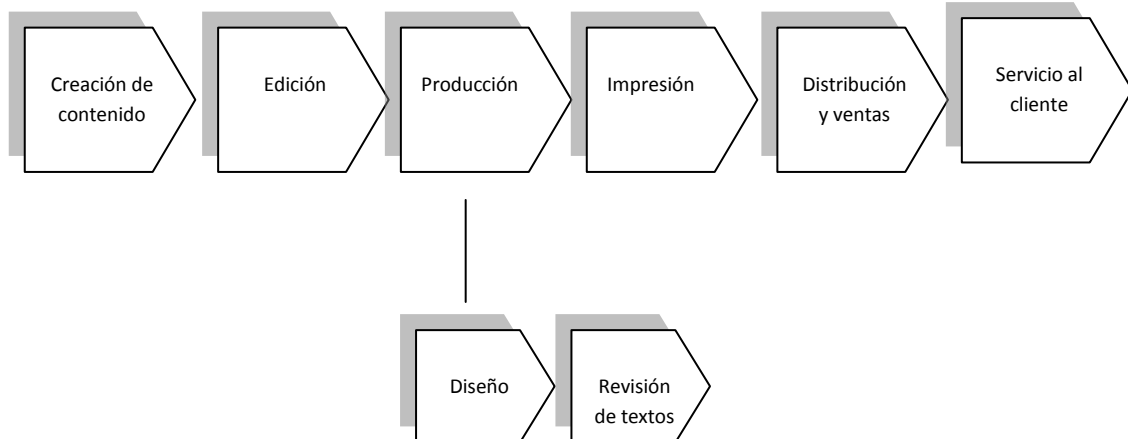 Creación de
contenido
Edición
Producción
Impresión
Distribución
y ventas
Servicio al
cliente
Diseño
Revisión
de textos